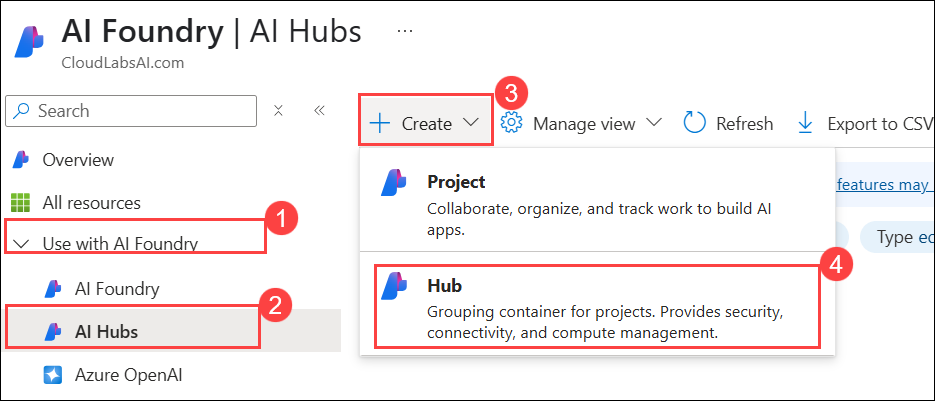 AI Foundry | AI Hubs ...
CloudLabsAI.com
Search
Overview
All resources
1
Use with AI Foundry
AI Foundry
2
AI Hubs
Azure OpenAI
3
Create
Manage view
Refresh
Export to CSV
Project
Collaborate, organize, and track work to build AI
apps.
4
Hub
Grouping container for projects. Provides security,
connectivity, and compute management.
features may
Type ec